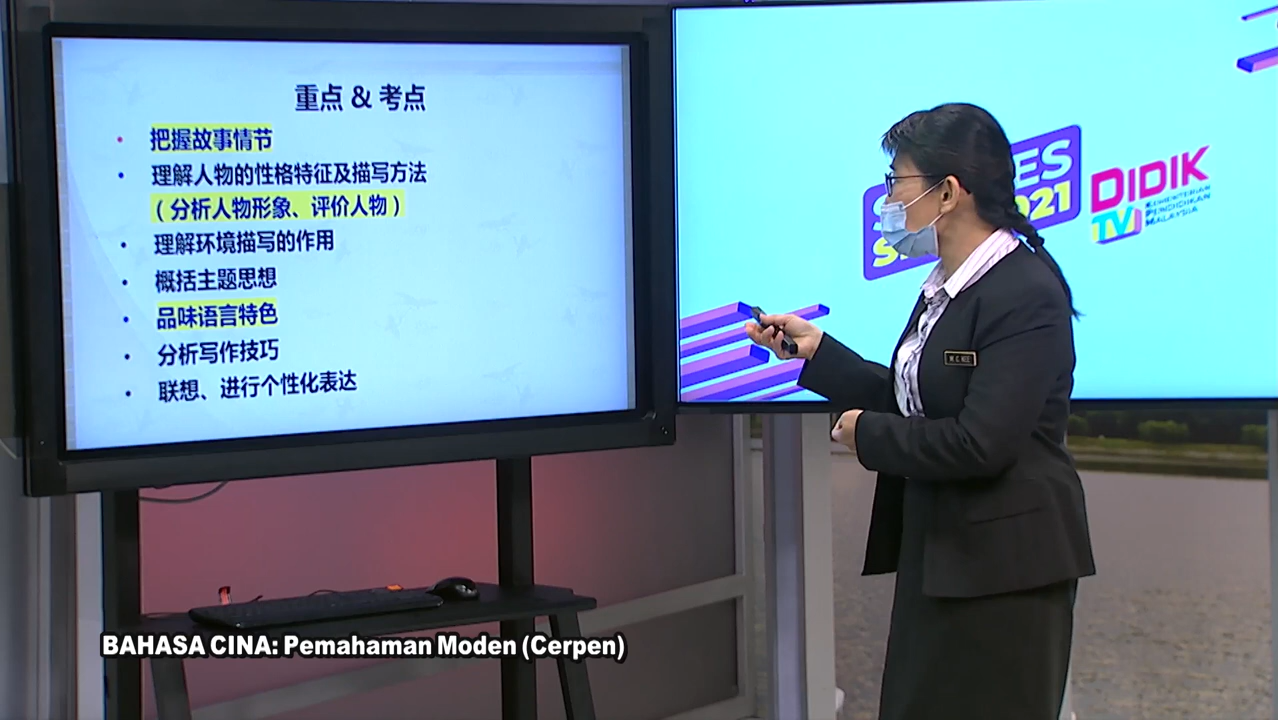 重点 & 考点
• 把握故事情节
• 理解人物的性格特征及描写方法
（分析人物形象、评价人物）
• 理解环境描写的作用
• 概括主题思想
• 品味语言特色
• 分析写作技巧
• 联想、进行个性化表达
ES
21
DIDIK
TV
KEMENTERIAN
PENDIDIKAN
MALAYSIA
BAHASA CINA: Pemahaman Moden (Cerpen)